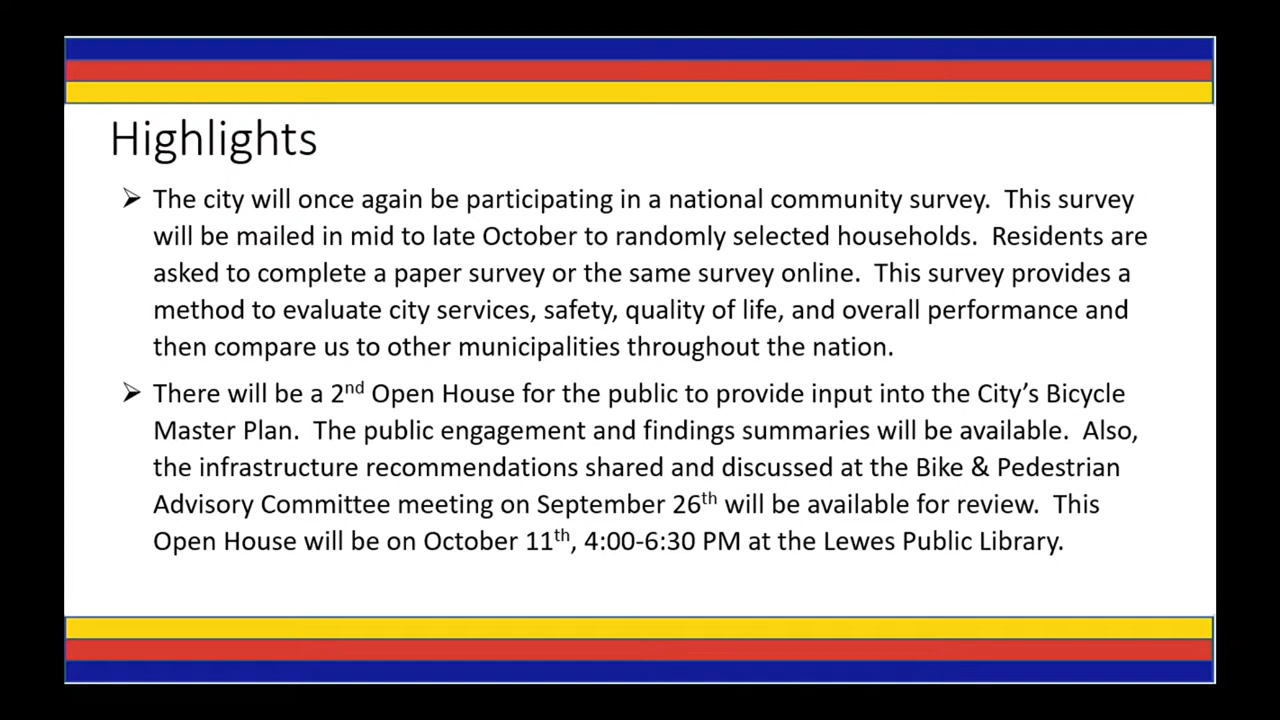 Highlights
➢ The city will once again be participating in a national community survey.  This survey
will be mailed in mid to late October to randomly selected households.  Residents are
asked to complete a paper survey or the same survey online.  This survey provides a
method to evaluate city services, safety, quality of life, and overall performance and
then compare us to other municipalities throughout the nation.
➢ There will be a 2nd Open House for the public to provide input into the City’s Bicycle
Master Plan.  The public engagement and findings summaries will be available.  Also,
the infrastructure recommendations shared and discussed at the Bike & Pedestrian
Advisory Committee meeting on September 26th will be available for review.  This
Open House will be on October 11th, 4:00-6:30 PM at the Lewes Public Library.